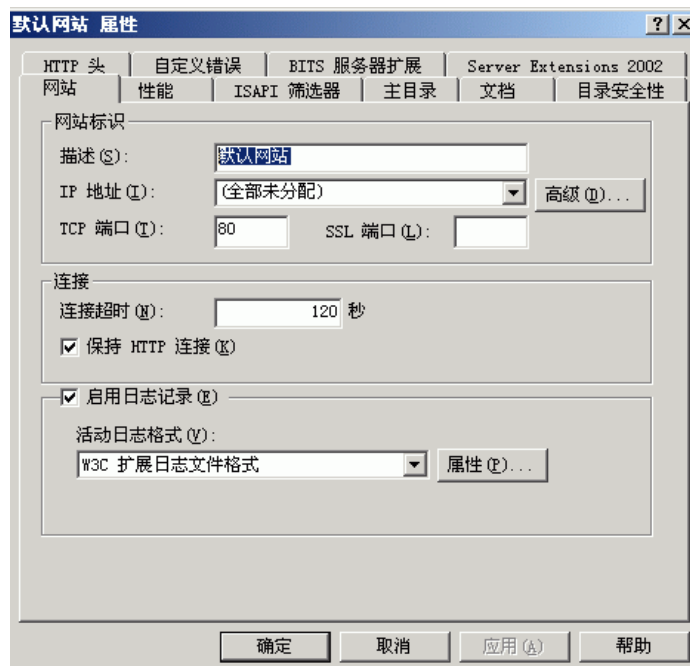 默认网站 属性
HTTP 头 自定义错误 BITS 服务器扩展 Server Extensions 2002
网站 性能 ISAPI 筛选器 主目录 文档 目录安全性
网站标识
描述(S): 默认网站
IP 地址(I): (全部未分配) 高级(D)...
TCP 端口(T): 80 SSL 端口(L):
连接
连接超时(N): 120 秒
保持 HTTP 连接(K)
启用日志记录(E)
活动日志格式(V):
W3C 扩展日志文件格式 属性(P)...
确定 取消 应用(A) 帮助